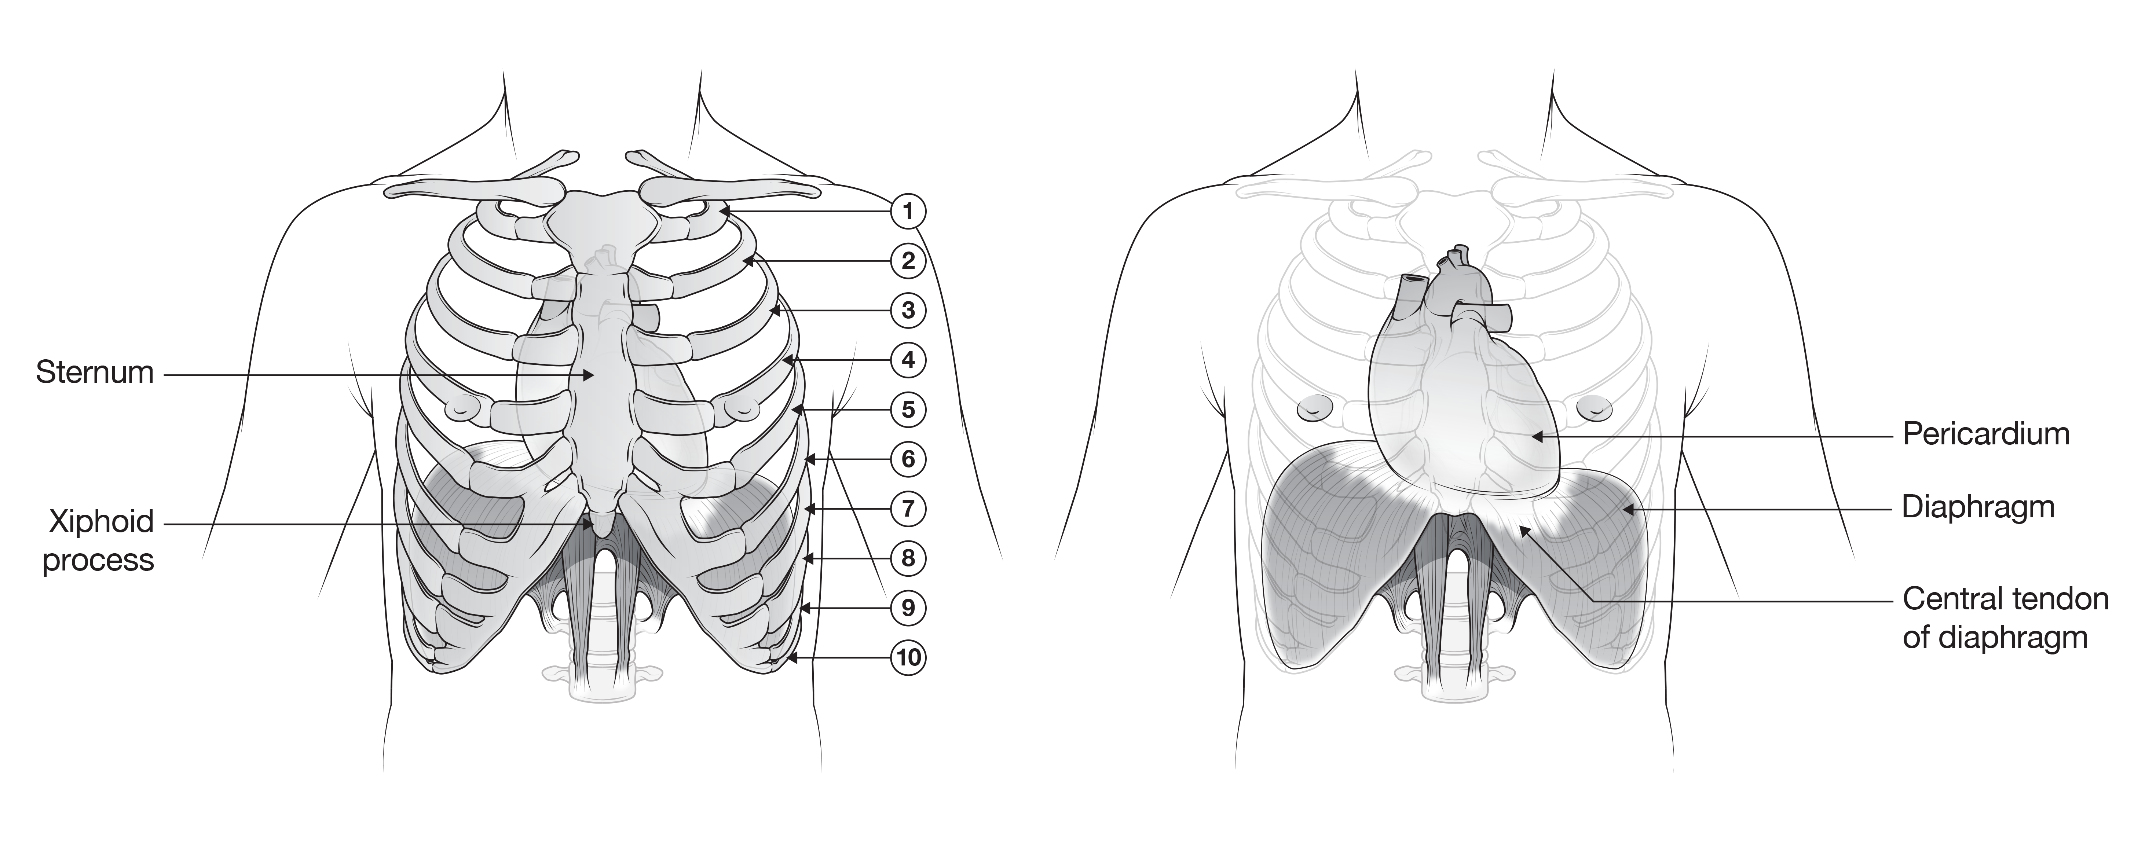 1
2
3
4
5
6
7
8
9
10
Sternum
Xiphoid
process
Pericardium
Diaphragm
Central tendon
of diaphragm